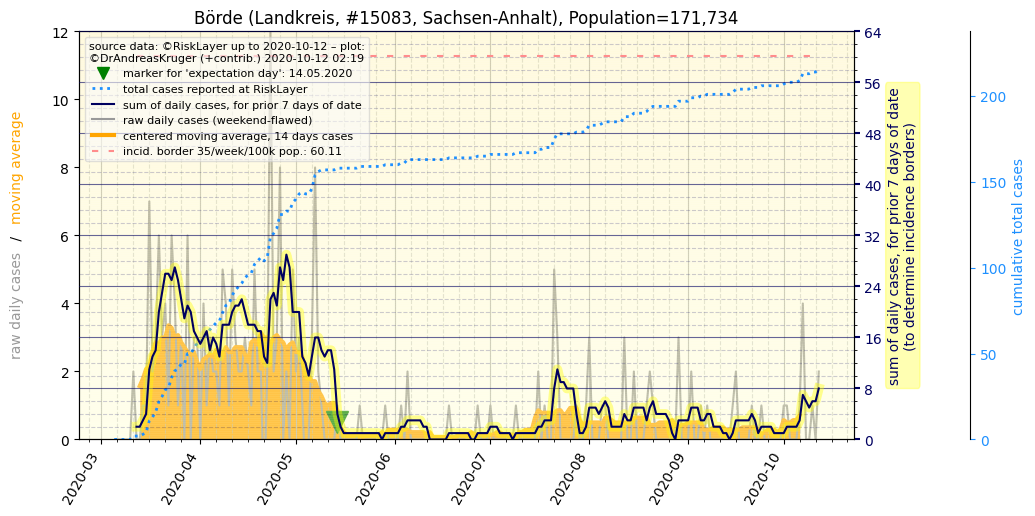 Börde (Landkreis, #15083, Sachsen-Anhalt), Population=171,734
source data: ©RiskLayer up to 2020-10-12 – plot:
©DrAndreasKruger (+contrib.) 2020-10-12 02:19
marker for 'expectation day': 14.05.2020
total cases reported at RiskLayer
sum of daily cases, for prior 7 days of date
raw daily cases (weekend-flawed)
centered moving average, 14 days cases
incid. border 35/week/100k pop.: 60.11
raw daily cases / moving average
12
10
8
6
4
2
0
2020-03
2020-04
2020-05
2020-06
2020-07
2020-08
2020-09
2020-10
64
56
48
40
32
24
16
8
0
sum of daily cases, for prior 7 days of date
(to determine incidence borders)
200
150
100
50
0
cumulative total cases